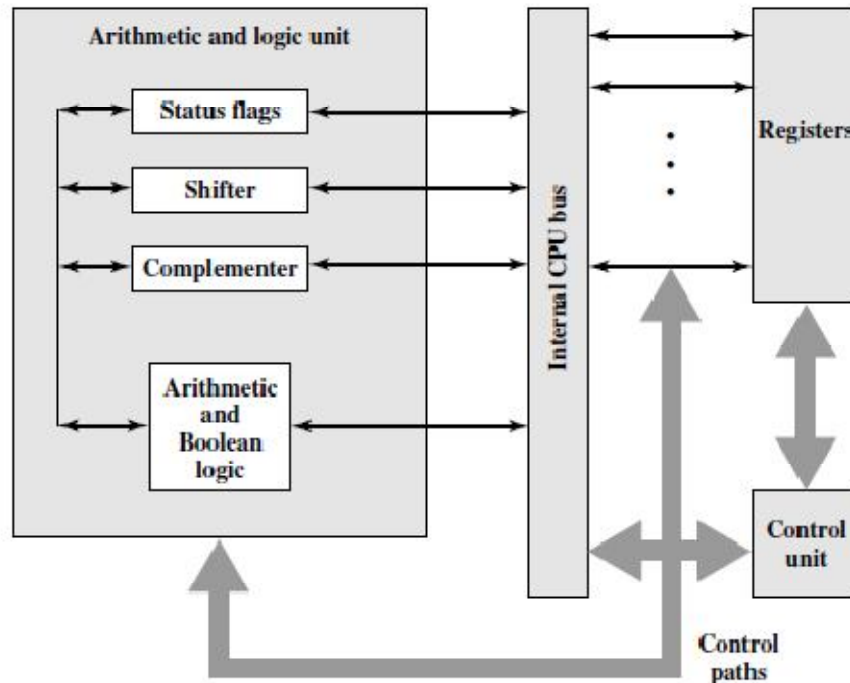 Arithmetic and logic unit
Status flags
Shifter
Complementer
Arithmetic
and
Boolean
logic
Internal CPU bus
Registers
Control
unit
Control
paths